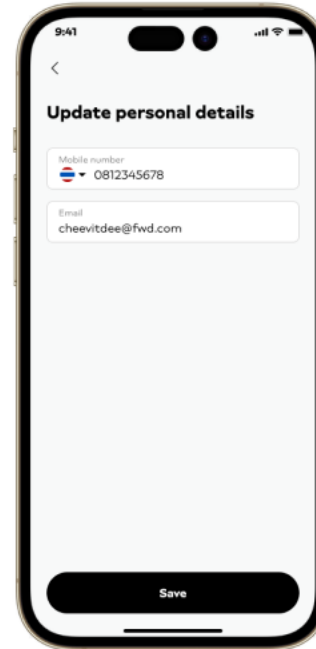 9:41
Update personal details
Mobile number
0812345678
Email
cheevitdee@fwd.com
Save